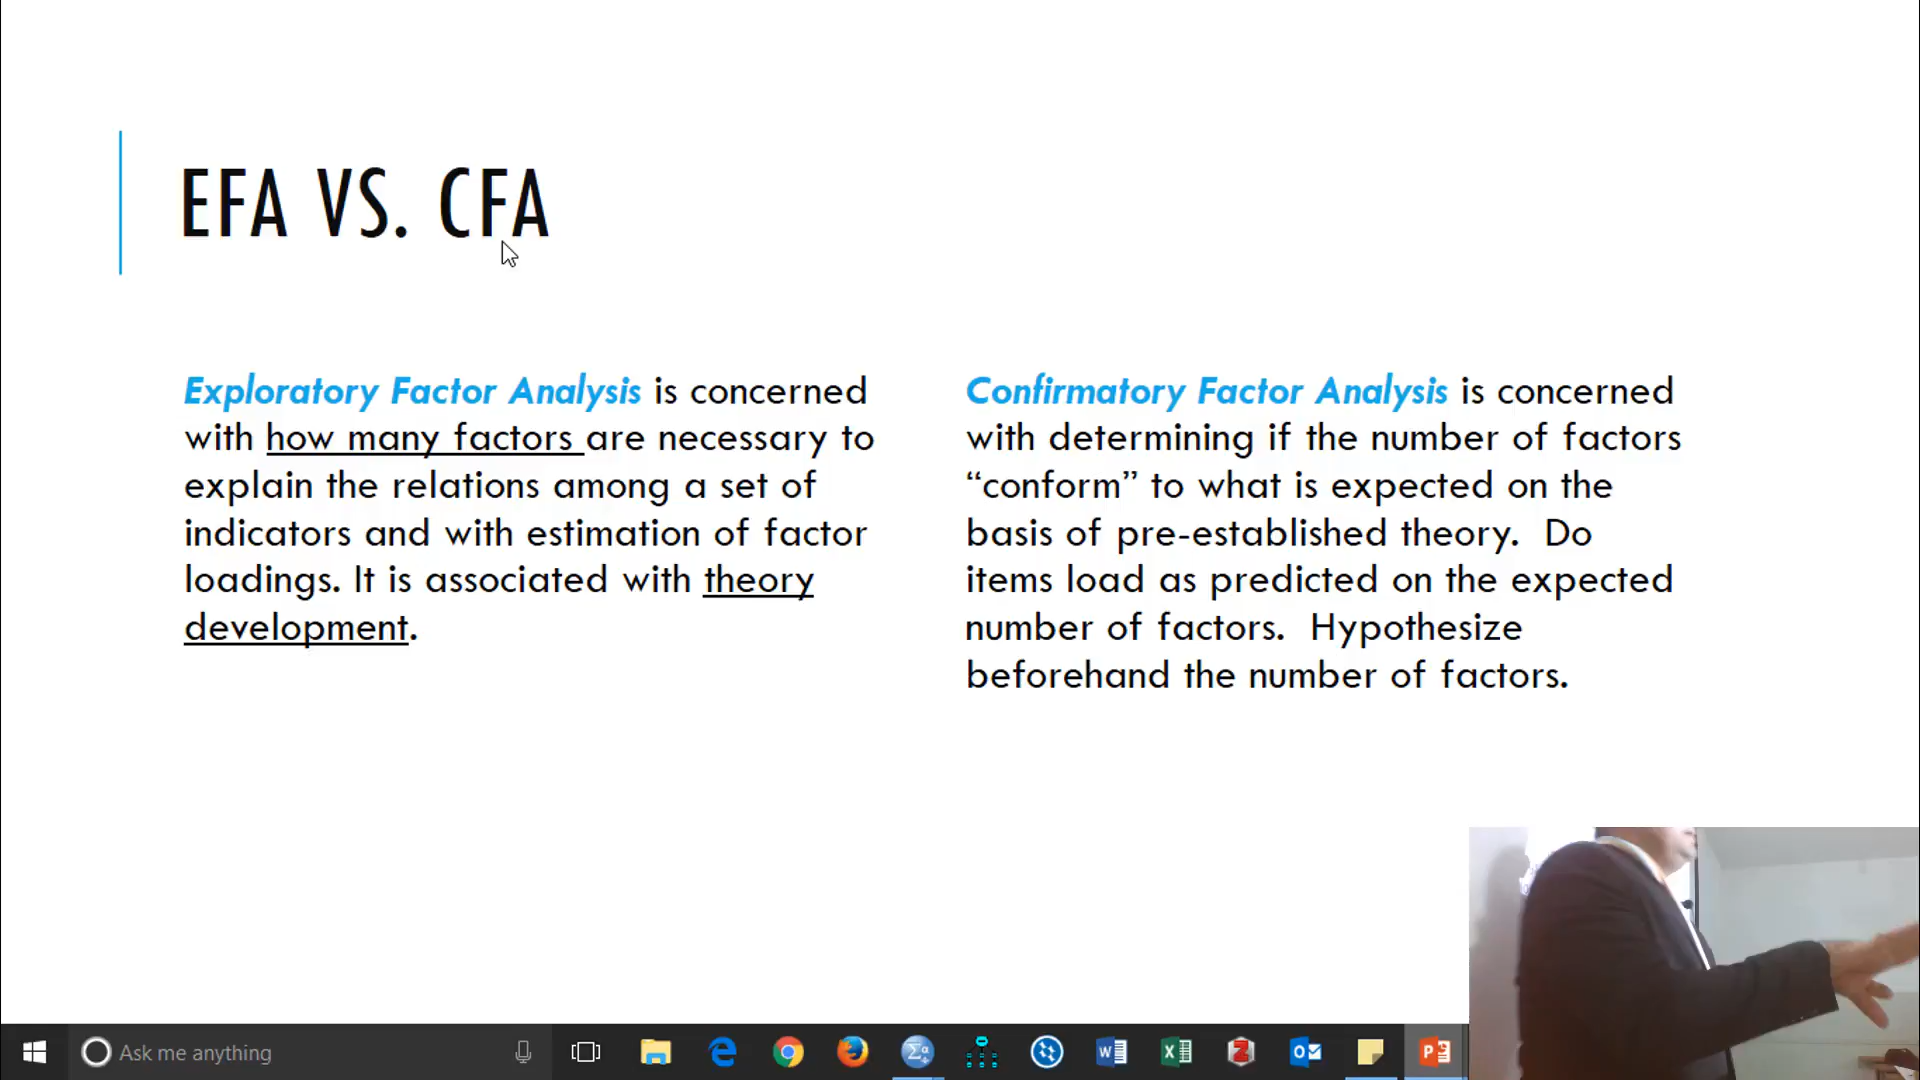 EFA VS. CFA
Exploratory Factor Analysis is concerned
with how many factors are necessary to
explain the relations among a set of
indicators and with estimation of factor
loadings. It is associated with theory
development.
Confirmatory Factor Analysis is concerned
with determining if the number of factors
“conform” to what is expected on the
basis of pre-established theory.  Do
items load as predicted on the expected
number of factors.  Hypothesize
beforehand the number of factors.
Ask me anything